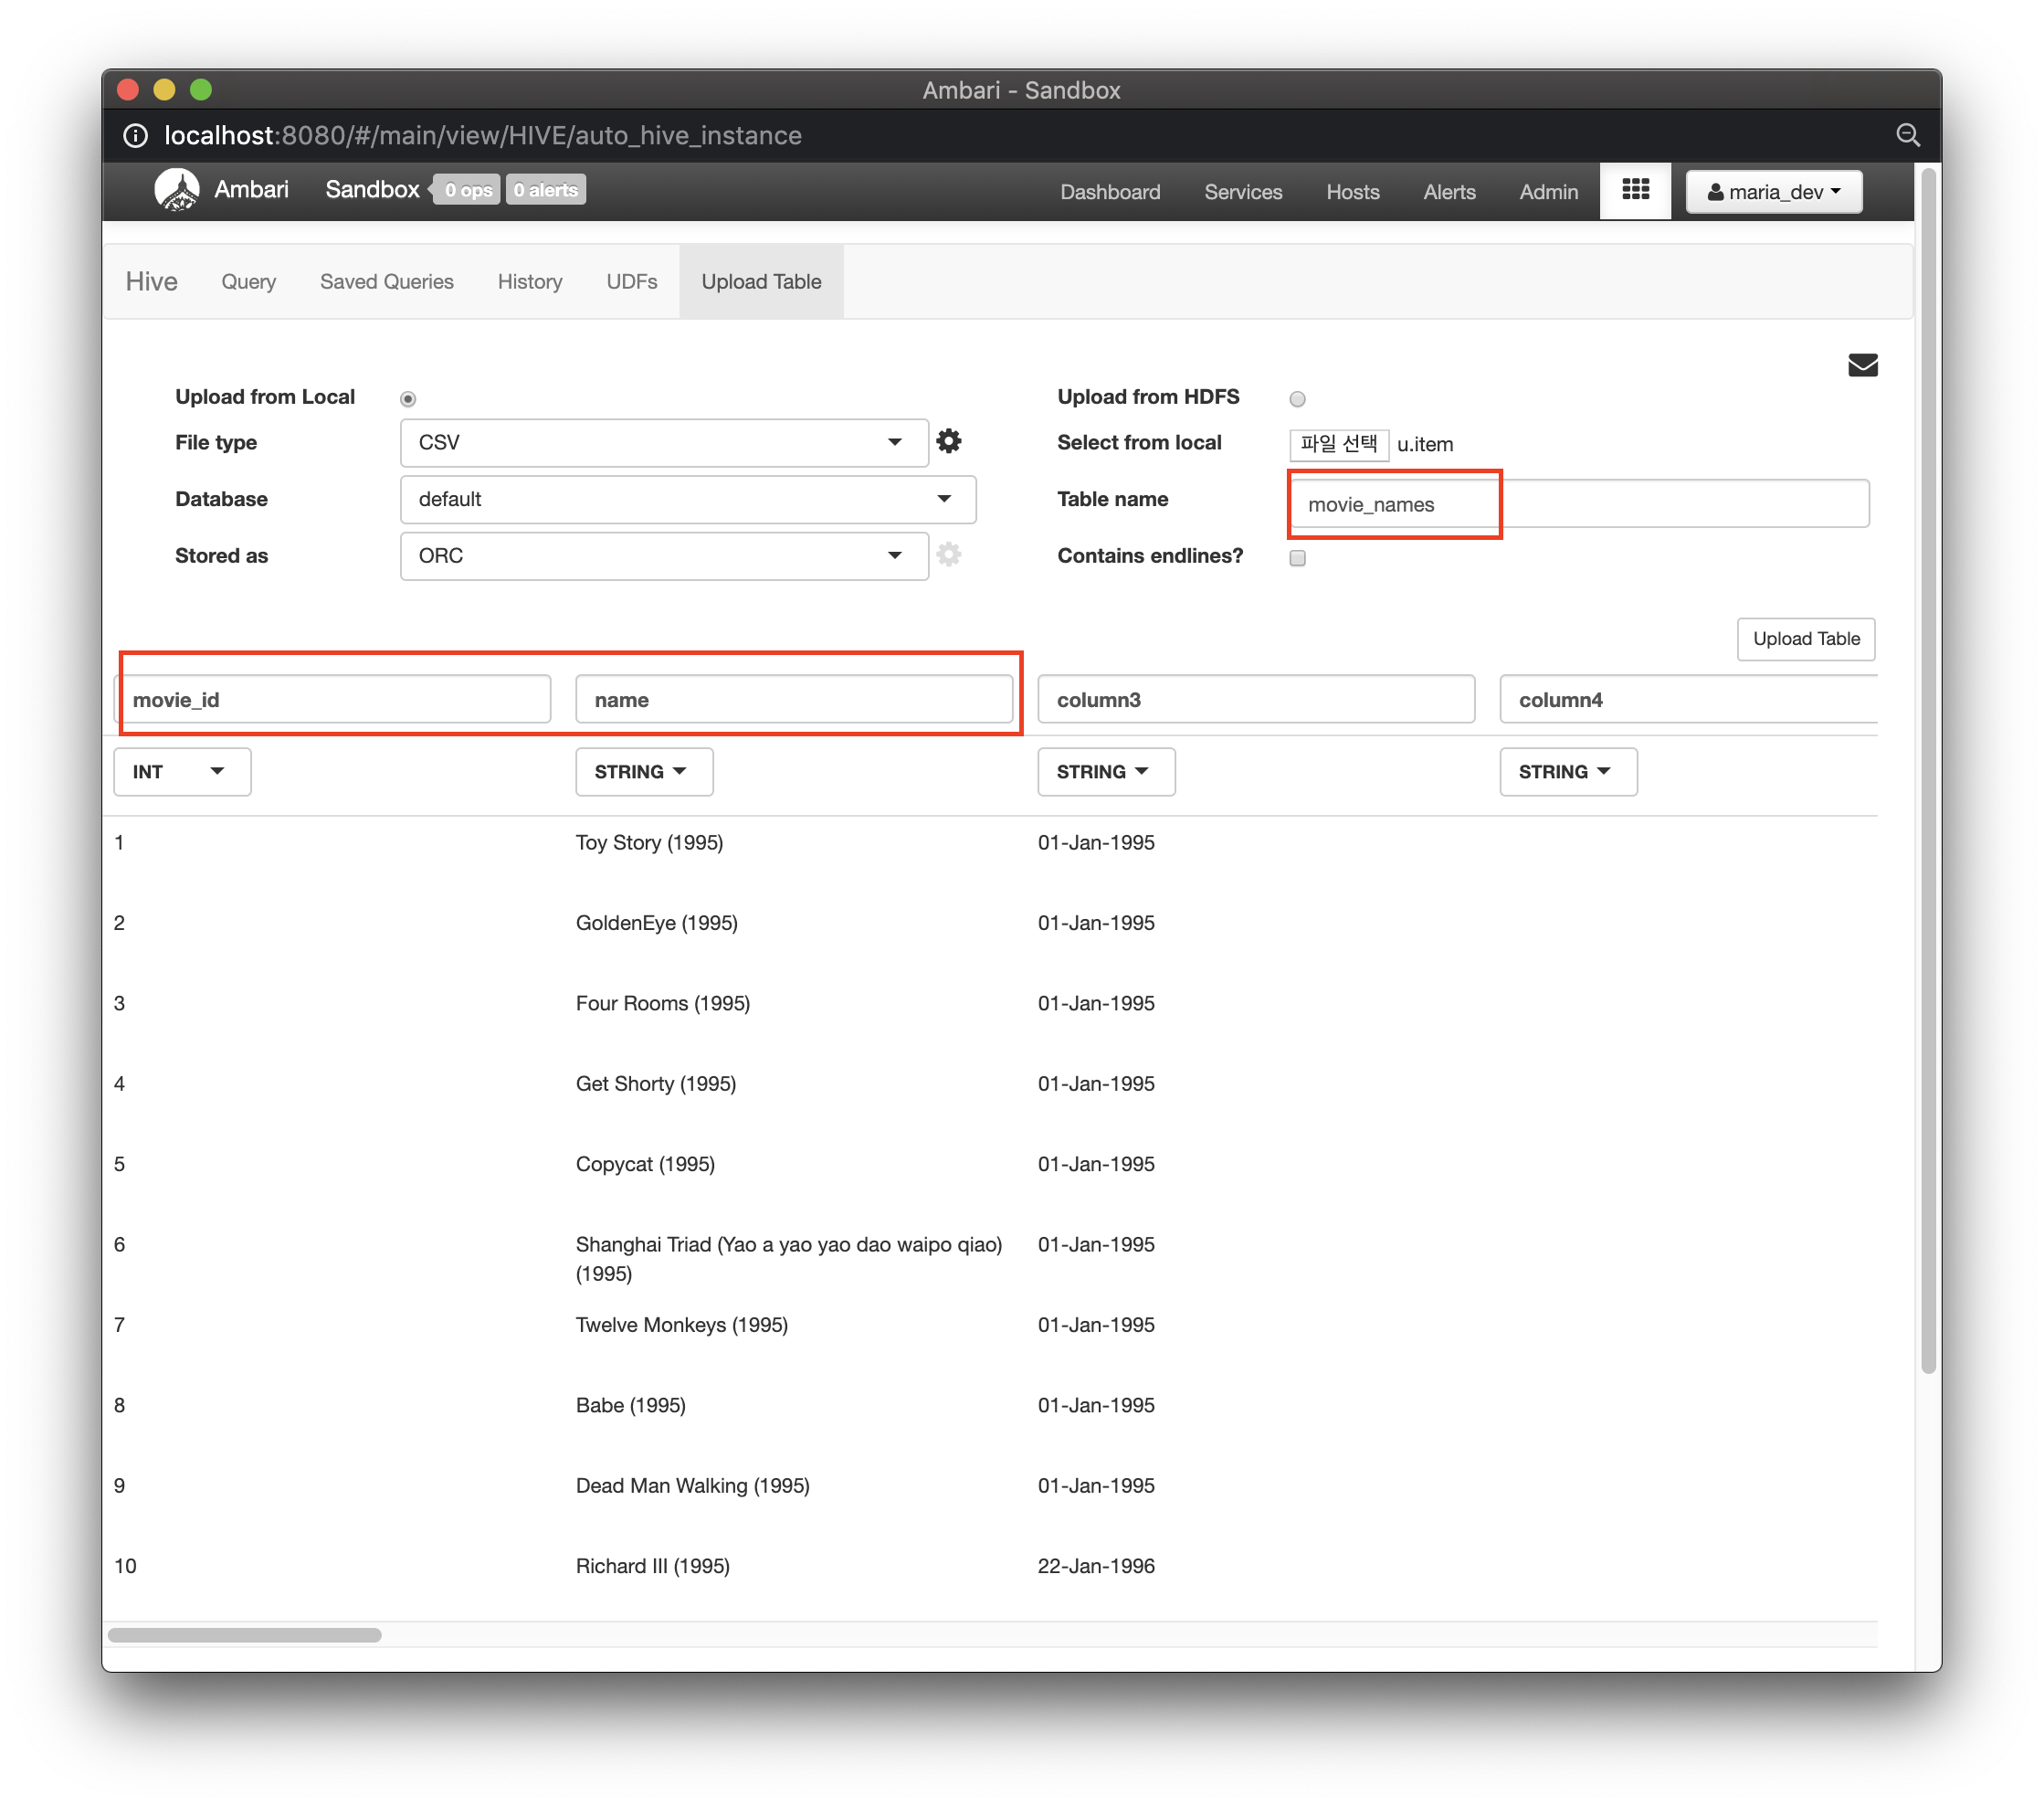 Ambari - Sandbox
localhost:8080/#/main/view/HIVE/auto_hive_instance
Ambari Sandbox 0 ops 0 alerts Dashboard Services Hosts Alerts Admin maria_dev
Hive Query Saved Queries History UDFs Upload Table
Upload from Local Upload from HDFS
File type CSV Select from local 파일 선택 u.item
Database default Table name movie_names
Stored as ORC Contains endlines?
Upload Table
movie_id name column3 column4
INT STRING STRING STRING
1 Toy Story (1995) 01-Jan-1995
2 GoldenEye (1995) 01-Jan-1995
3 Four Rooms (1995) 01-Jan-1995
4 Get Shorty (1995) 01-Jan-1995
5 Copycat (1995) 01-Jan-1995
6 Shanghai Triad (Yao a yao yao dao waipo qiao) 01-Jan-1995
(1995)
7 Twelve Monkeys (1995) 01-Jan-1995
8 Babe (1995) 01-Jan-1995
9 Dead Man Walking (1995) 01-Jan-1995
10 Richard III (1995) 22-Jan-1996